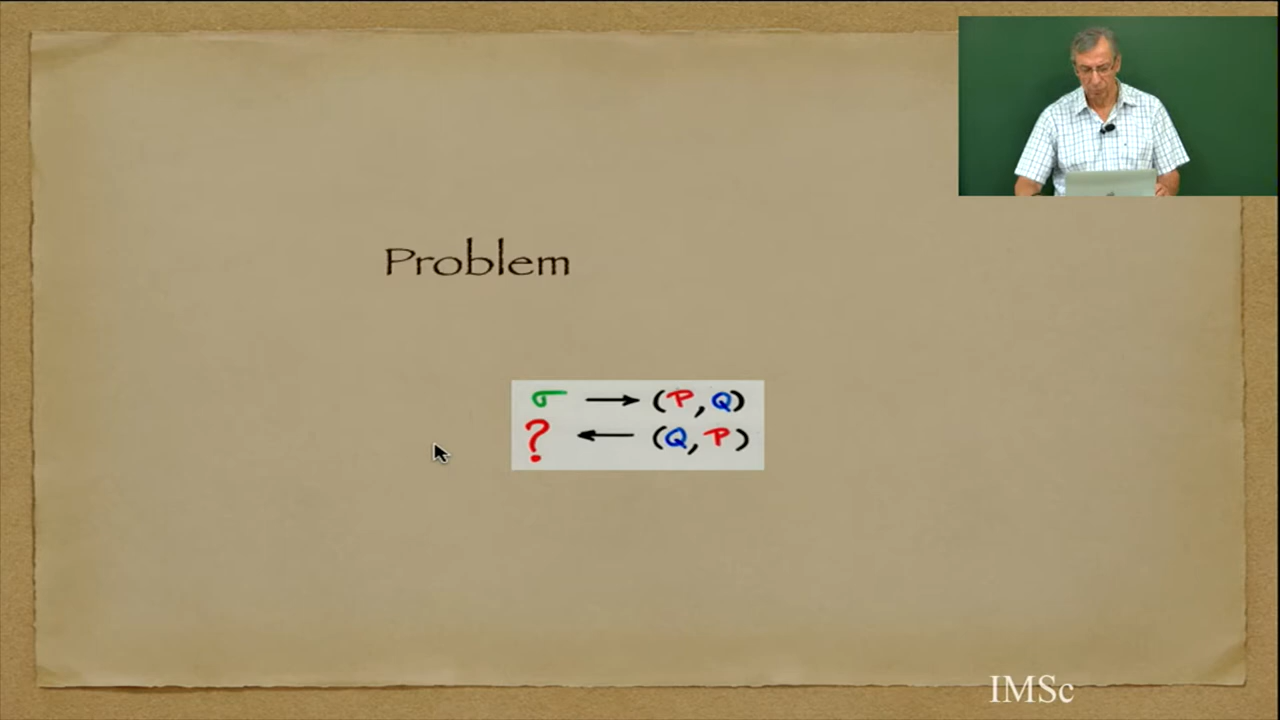 Problem
σ → (P, Q)
? ← (Q, P)
IMSc